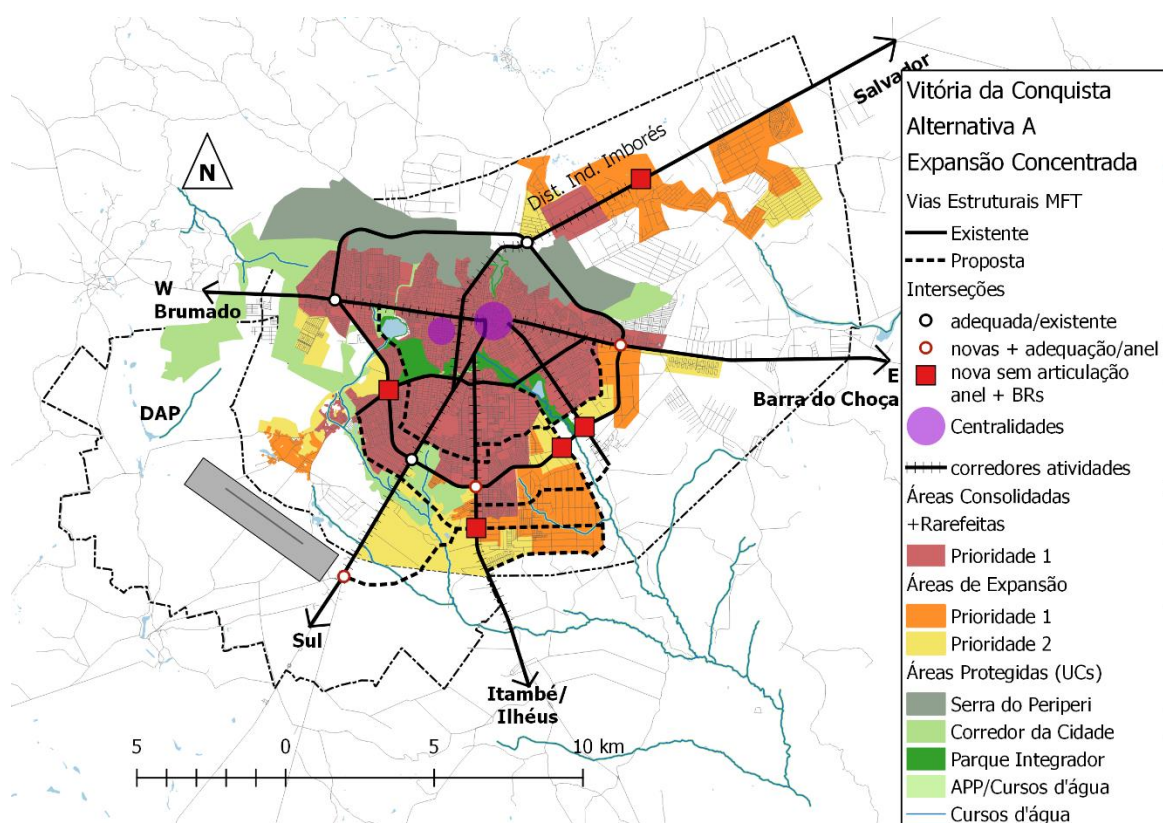 Salvador
Dist. Ind. Imborés
N
W
Brumado
E
Barra do Choça
DAP
Sul
Itambé/
Ilhéus
5 0 5 10 km
Vitória da Conquista
Alternativa A
Expansão Concentrada
Vias Estruturais MFT
Existente
Proposta
Interseções
adequada/existente
novas + adequação/anel
nova sem articulação
anel + BRs
Centralidades
corredores atividades
Áreas Consolidadas
+Rarefeitas
Prioridade 1
Áreas de Expansão
Prioridade 1
Prioridade 2
Áreas Protegidas (UCs)
Serra do Periperi
Corredor da Cidade
Parque Integrador
APP/Cursos d'água
Cursos d'água